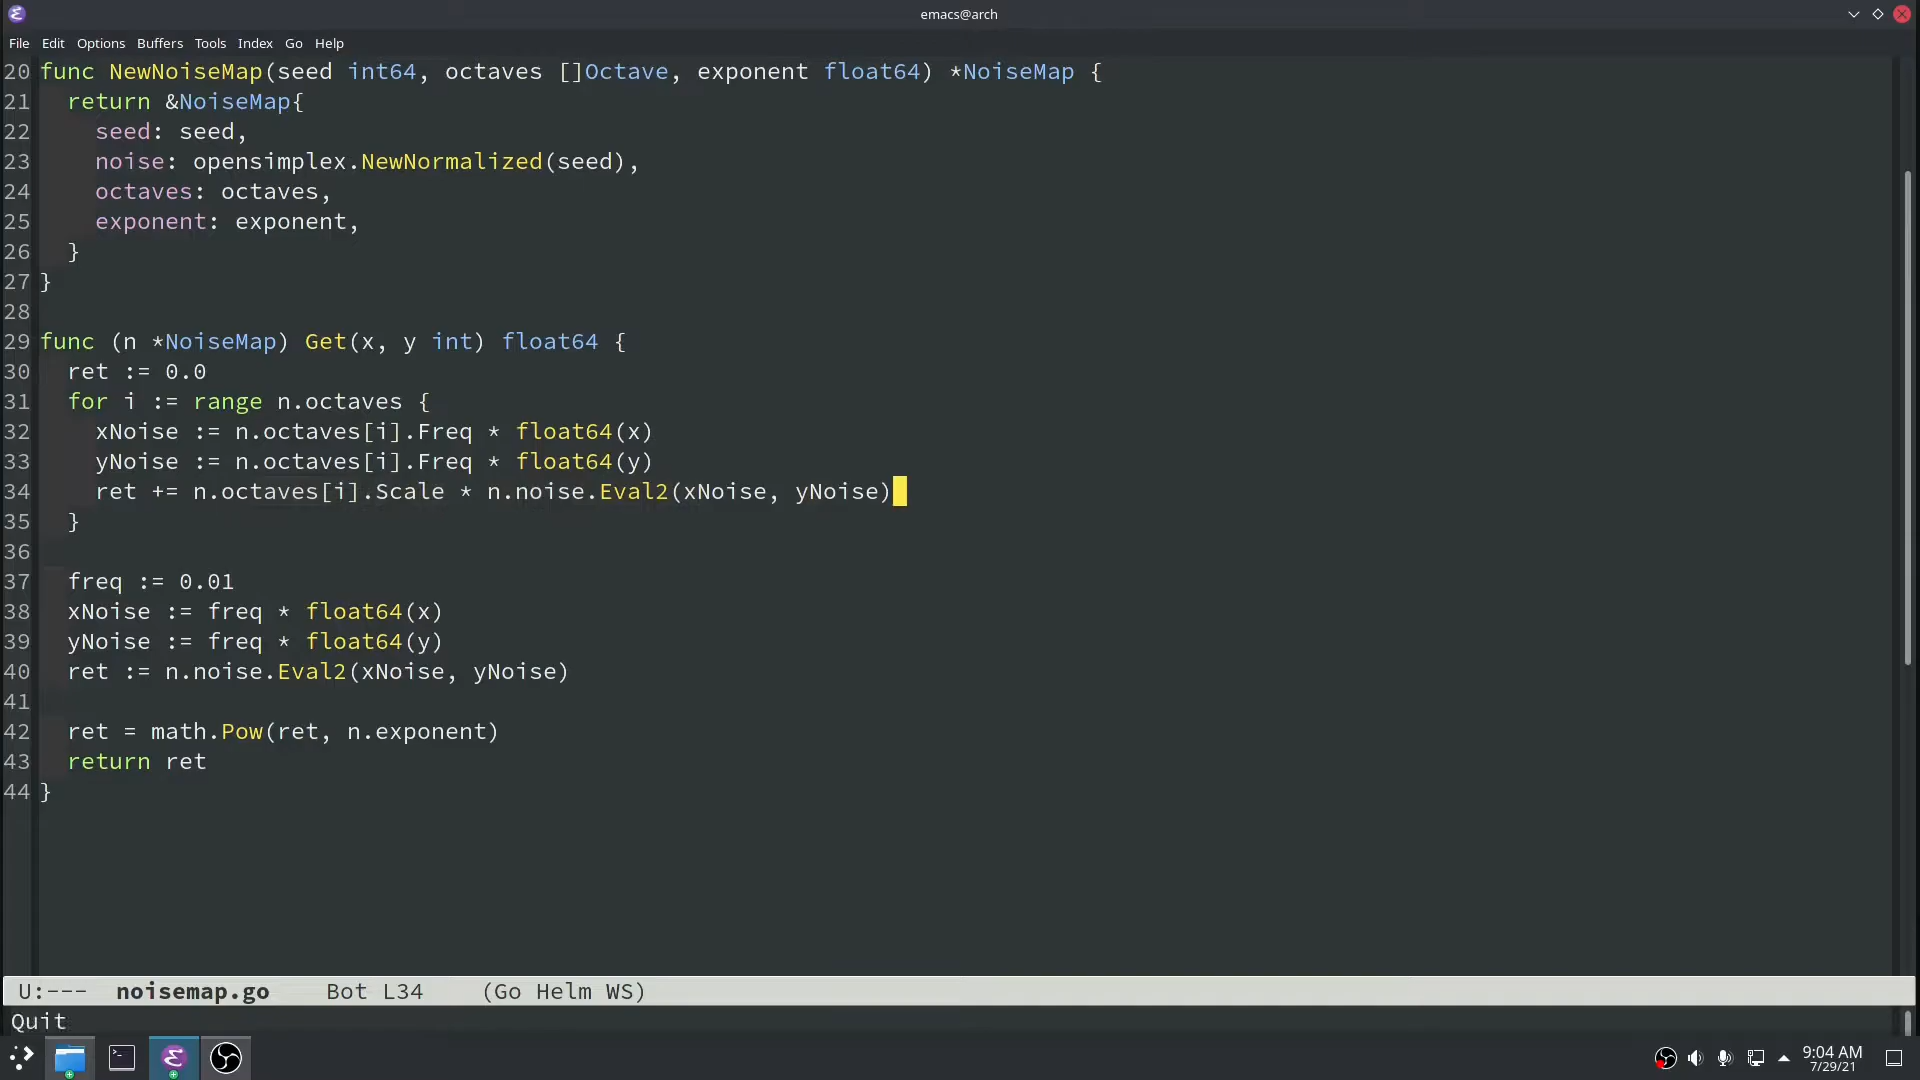 emacs@arch
File Edit Options Buffers Tools Index Go Help
20 func NewNoiseMap(seed int64, octaves []Octave, exponent float64) *NoiseMap {
21   return &NoiseMap{
22     seed: seed,
23     noise: opensimplex.NewNormalized(seed),
24     octaves: octaves,
25     exponent: exponent,
26   }
27 }
28
29 func (n *NoiseMap) Get(x, y int) float64 {
30   ret := 0.0
31   for i := range n.octaves {
32     xNoise := n.octaves[i].Freq * float64(x)
33     yNoise := n.octaves[i].Freq * float64(y)
34     ret += n.octaves[i].Scale * n.noise.Eval2(xNoise, yNoise)
35   }
36
37   freq := 0.01
38   xNoise := freq * float64(x)
39   yNoise := freq * float64(y)
40   ret := n.noise.Eval2(xNoise, yNoise)
41
42   ret = math.Pow(ret, n.exponent)
43   return ret
44 }
U:--- noisemap.go Bot L34 (Go Helm WS)
Quit
9:04 AM
7/29/21